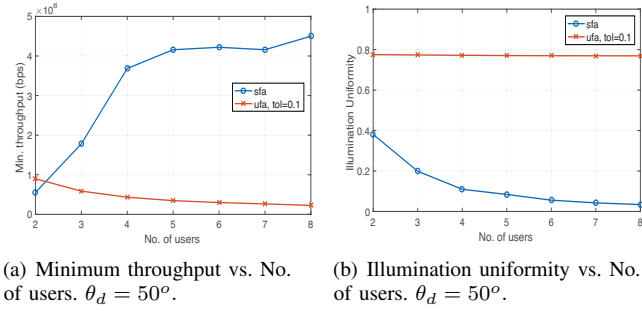 ×10⁸
5
4
3
2
1
0
Min. throughput (bps)
sfa
ufa, tol=0.1
2 3 4 5 6 7 8
No. of users
(a) Minimum throughput vs. No.
of users. θ_d = 50^o.
1
0.8
0.6
0.4
0.2
0
Illumination Uniformity
sfa
ufa, tol=0.1
2 3 4 5 6 7 8
No. of users
(b) Illumination uniformity vs. No.
of users. θ_d = 50^o.